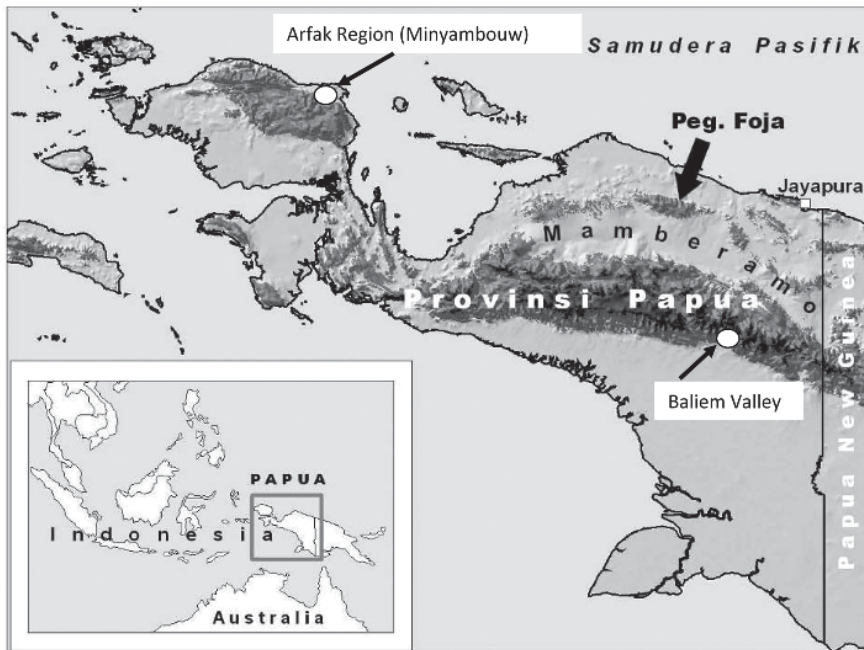 Arfak Region (Minyambouw)
Samudera Pasifik
Peg. Foja
Jayapura
Mamberamo
Provinsi Papua
Baliem Valley
Papua New Guinea
PAPUA
Indonesia
Australia